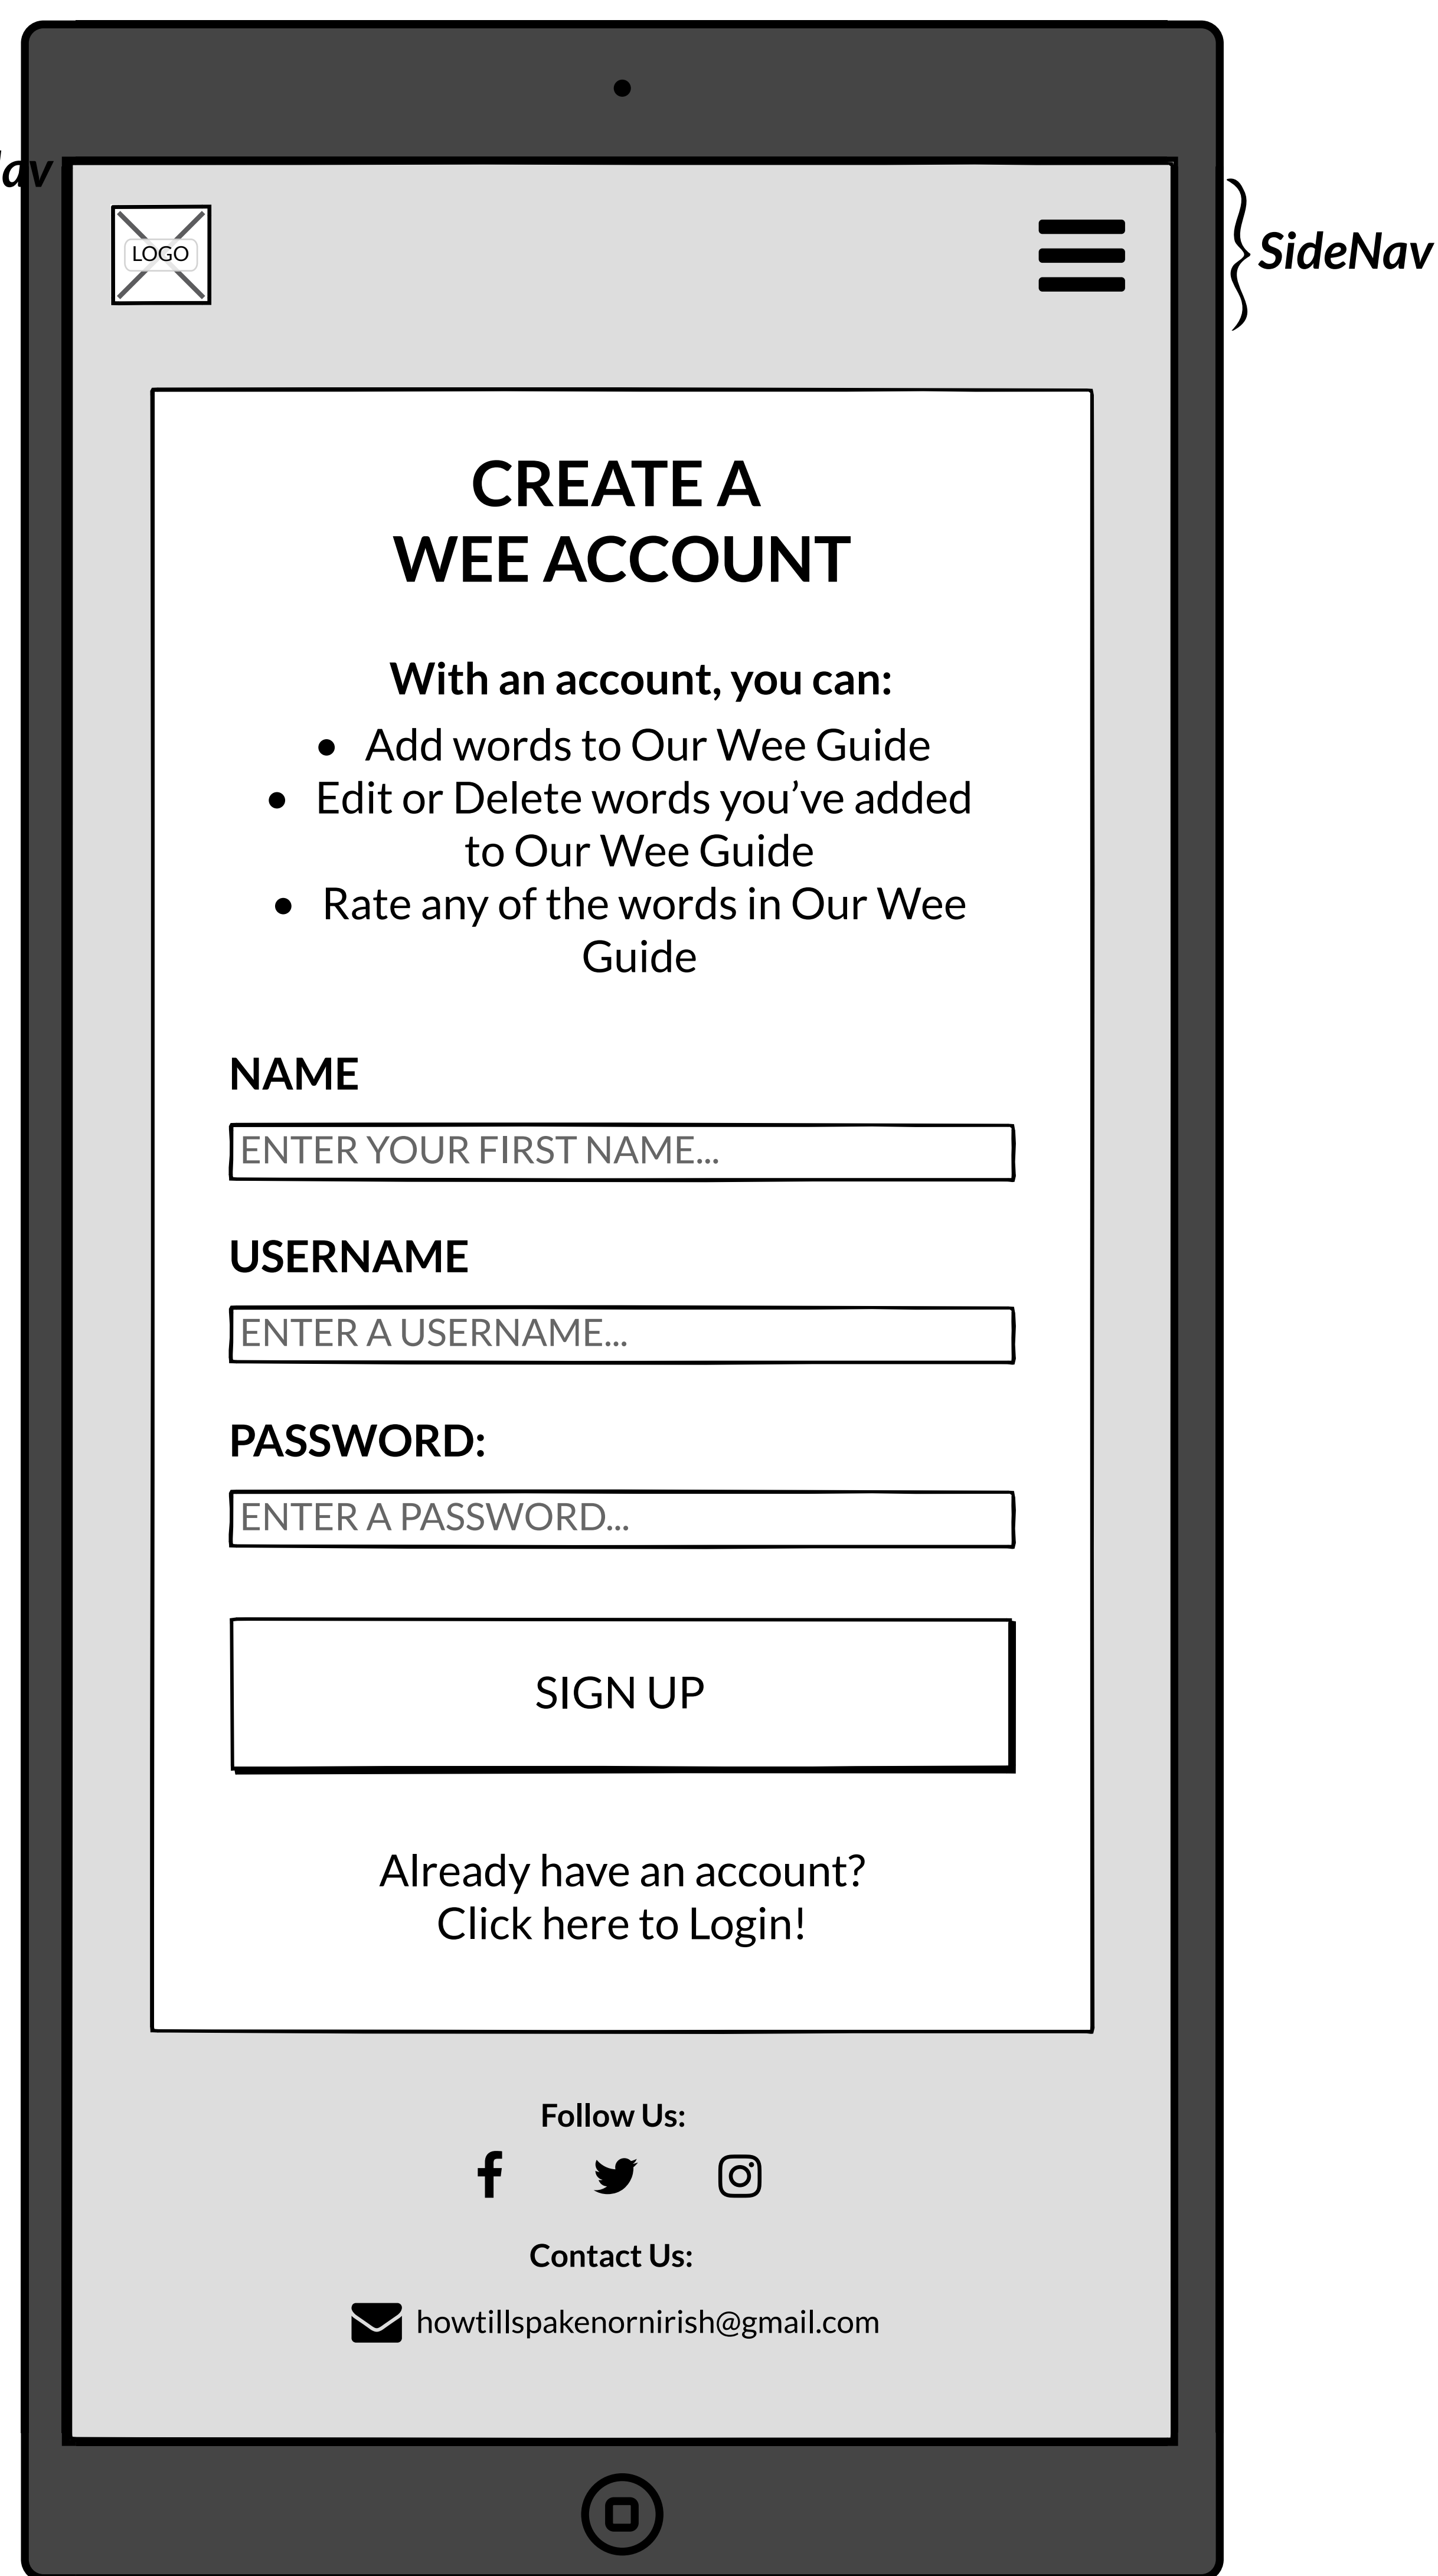 LOGO
SideNav
CREATE A
WEE ACCOUNT
With an account, you can:
• Add words to Our Wee Guide
• Edit or Delete words you’ve added
to Our Wee Guide
• Rate any of the words in Our Wee
Guide
NAME
ENTER YOUR FIRST NAME...
USERNAME
ENTER A USERNAME...
PASSWORD:
ENTER A PASSWORD...
SIGN UP
Already have an account?
Click here to Login!
Follow Us:
Contact Us:
howtillspakenornirish@gmail.com